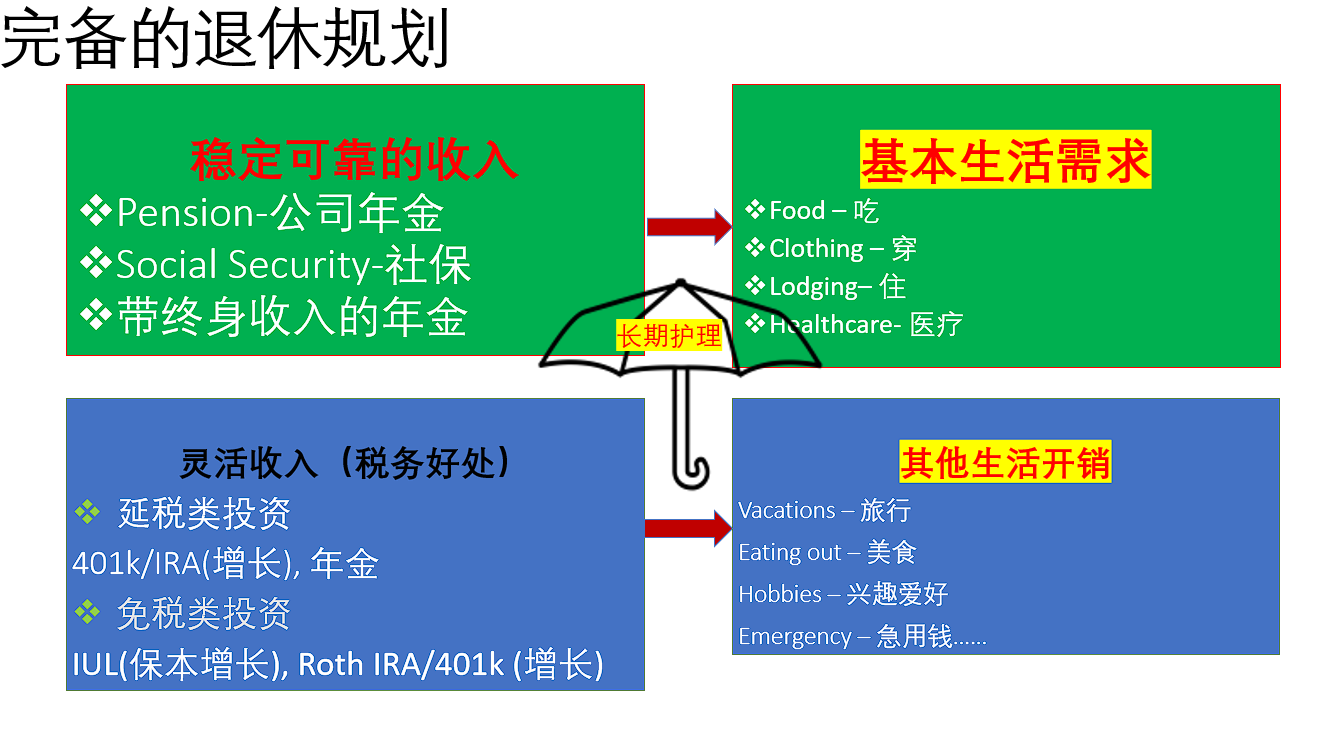 完备的退休规划
稳定可靠的收入
❖Pension-公司年金
❖Social Security-社保
❖带终身收入的年金
基本生活需求
❖Food – 吃
❖Clothing – 穿
❖Lodging– 住
❖Healthcare- 医疗
长期护理
灵活收入（税务好处）
❖ 延税类投资
401k/IRA(增长), 年金
❖ 免税类投资
IUL(保本增长), Roth IRA/401k (增长)
其他生活开销
Vacations – 旅行
Eating out – 美食
Hobbies – 兴趣爱好
Emergency – 急用钱……